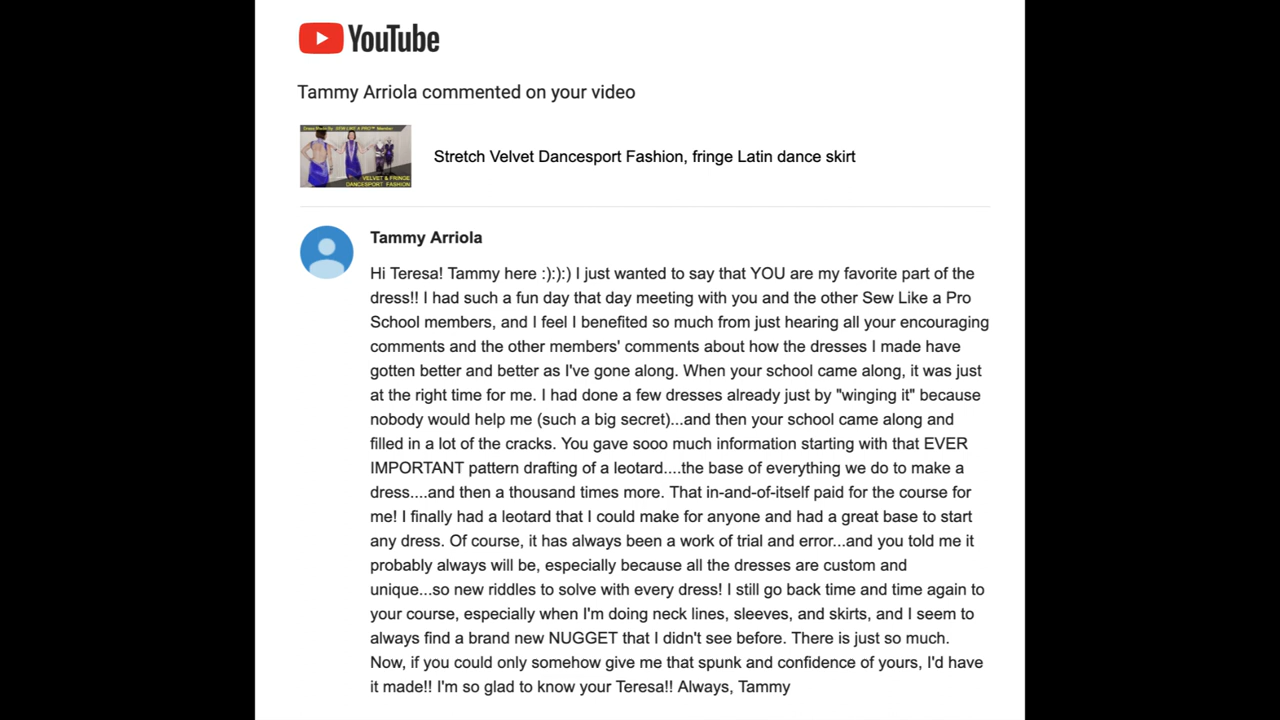 YouTube
Tammy Arriola commented on your video
Dress Made By SEW LIKE A PRO™ Member
VELVET & FRINGE
DANCESPORT FASHION
Stretch Velvet Dancesport Fashion, fringe Latin dance skirt
Tammy Arriola
Hi Teresa! Tammy here :):):) I just wanted to say that YOU are my favorite part of the
dress!! I had such a fun day that day meeting with you and the other Sew Like a Pro
School members, and I feel I benefited so much from just hearing all your encouraging
comments and the other members' comments about how the dresses I made have
gotten better and better as I've gone along. When your school came along, it was just
at the right time for me. I had done a few dresses already just by "winging it" because
nobody would help me (such a big secret)...and then your school came along and
filled in a lot of the cracks. You gave sooo much information starting with that EVER
IMPORTANT pattern drafting of a leotard....the base of everything we do to make a
dress....and then a thousand times more. That in-and-of-itself paid for the course for
me! I finally had a leotard that I could make for anyone and had a great base to start
any dress. Of course, it has always been a work of trial and error...and you told me it
probably always will be, especially because all the dresses are custom and
unique...so new riddles to solve with every dress! I still go back time and time again to
your course, especially when I'm doing neck lines, sleeves, and skirts, and I seem to
always find a brand new NUGGET that I didn't see before. There is just so much.
Now, if you could only somehow give me that spunk and confidence of yours, I'd have
it made!! I'm so glad to know your Teresa!! Always, Tammy